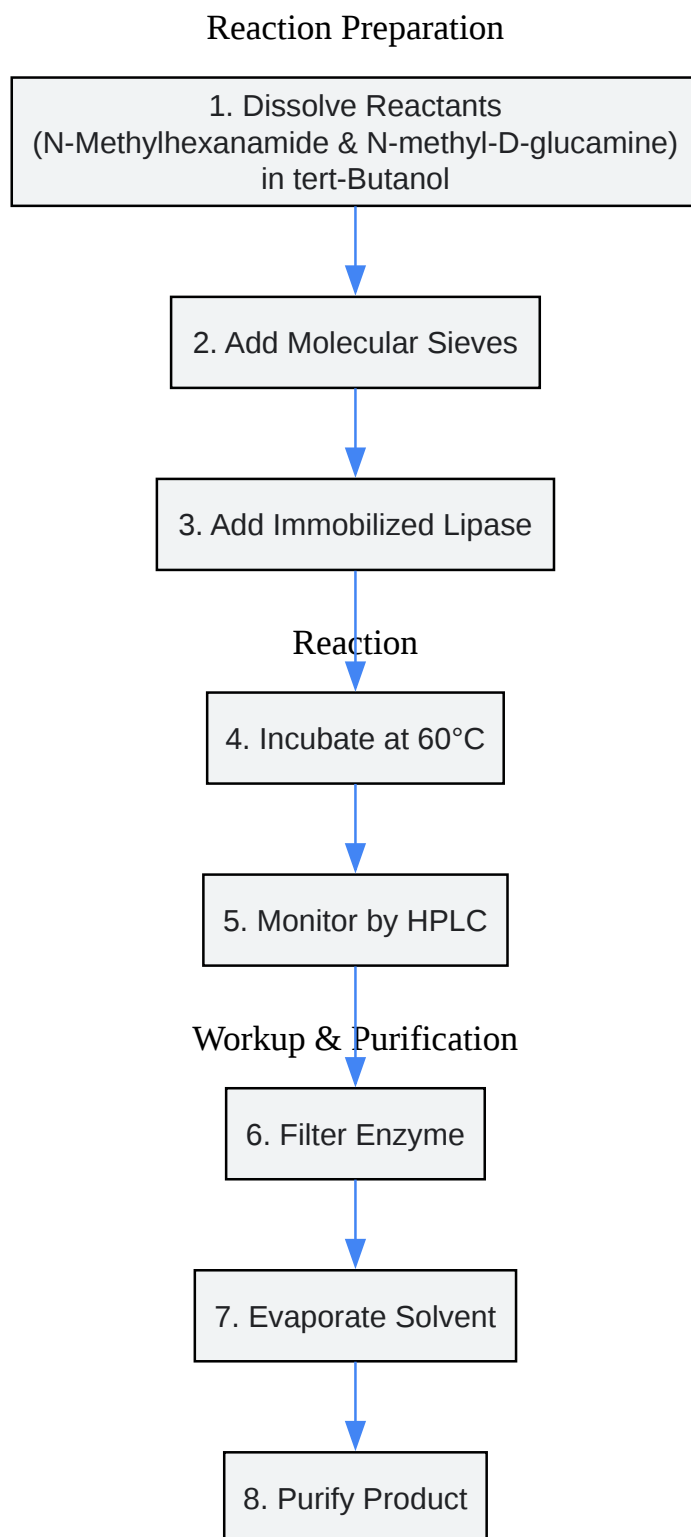 Reaction Preparation
1. Dissolve Reactants
(N-Methylhexanamide & N-methyl-D-glucamine)
in tert-Butanol
2. Add Molecular Sieves
3. Add Immobilized Lipase
Reaction
4. Incubate at 60°C
5. Monitor by HPLC
Workup & Purification
6. Filter Enzyme
7. Evaporate Solvent
8. Purify Product